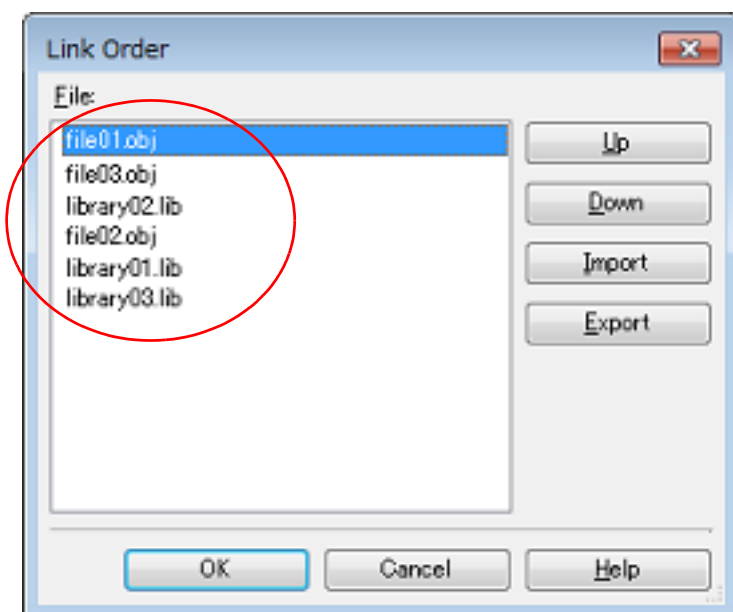 Link Order
File:
file01.obj
file03.obj
library02.lib
file02.obj
library01.lib
library03.lib
Up
Down
Import
Export
OK
Cancel
Help